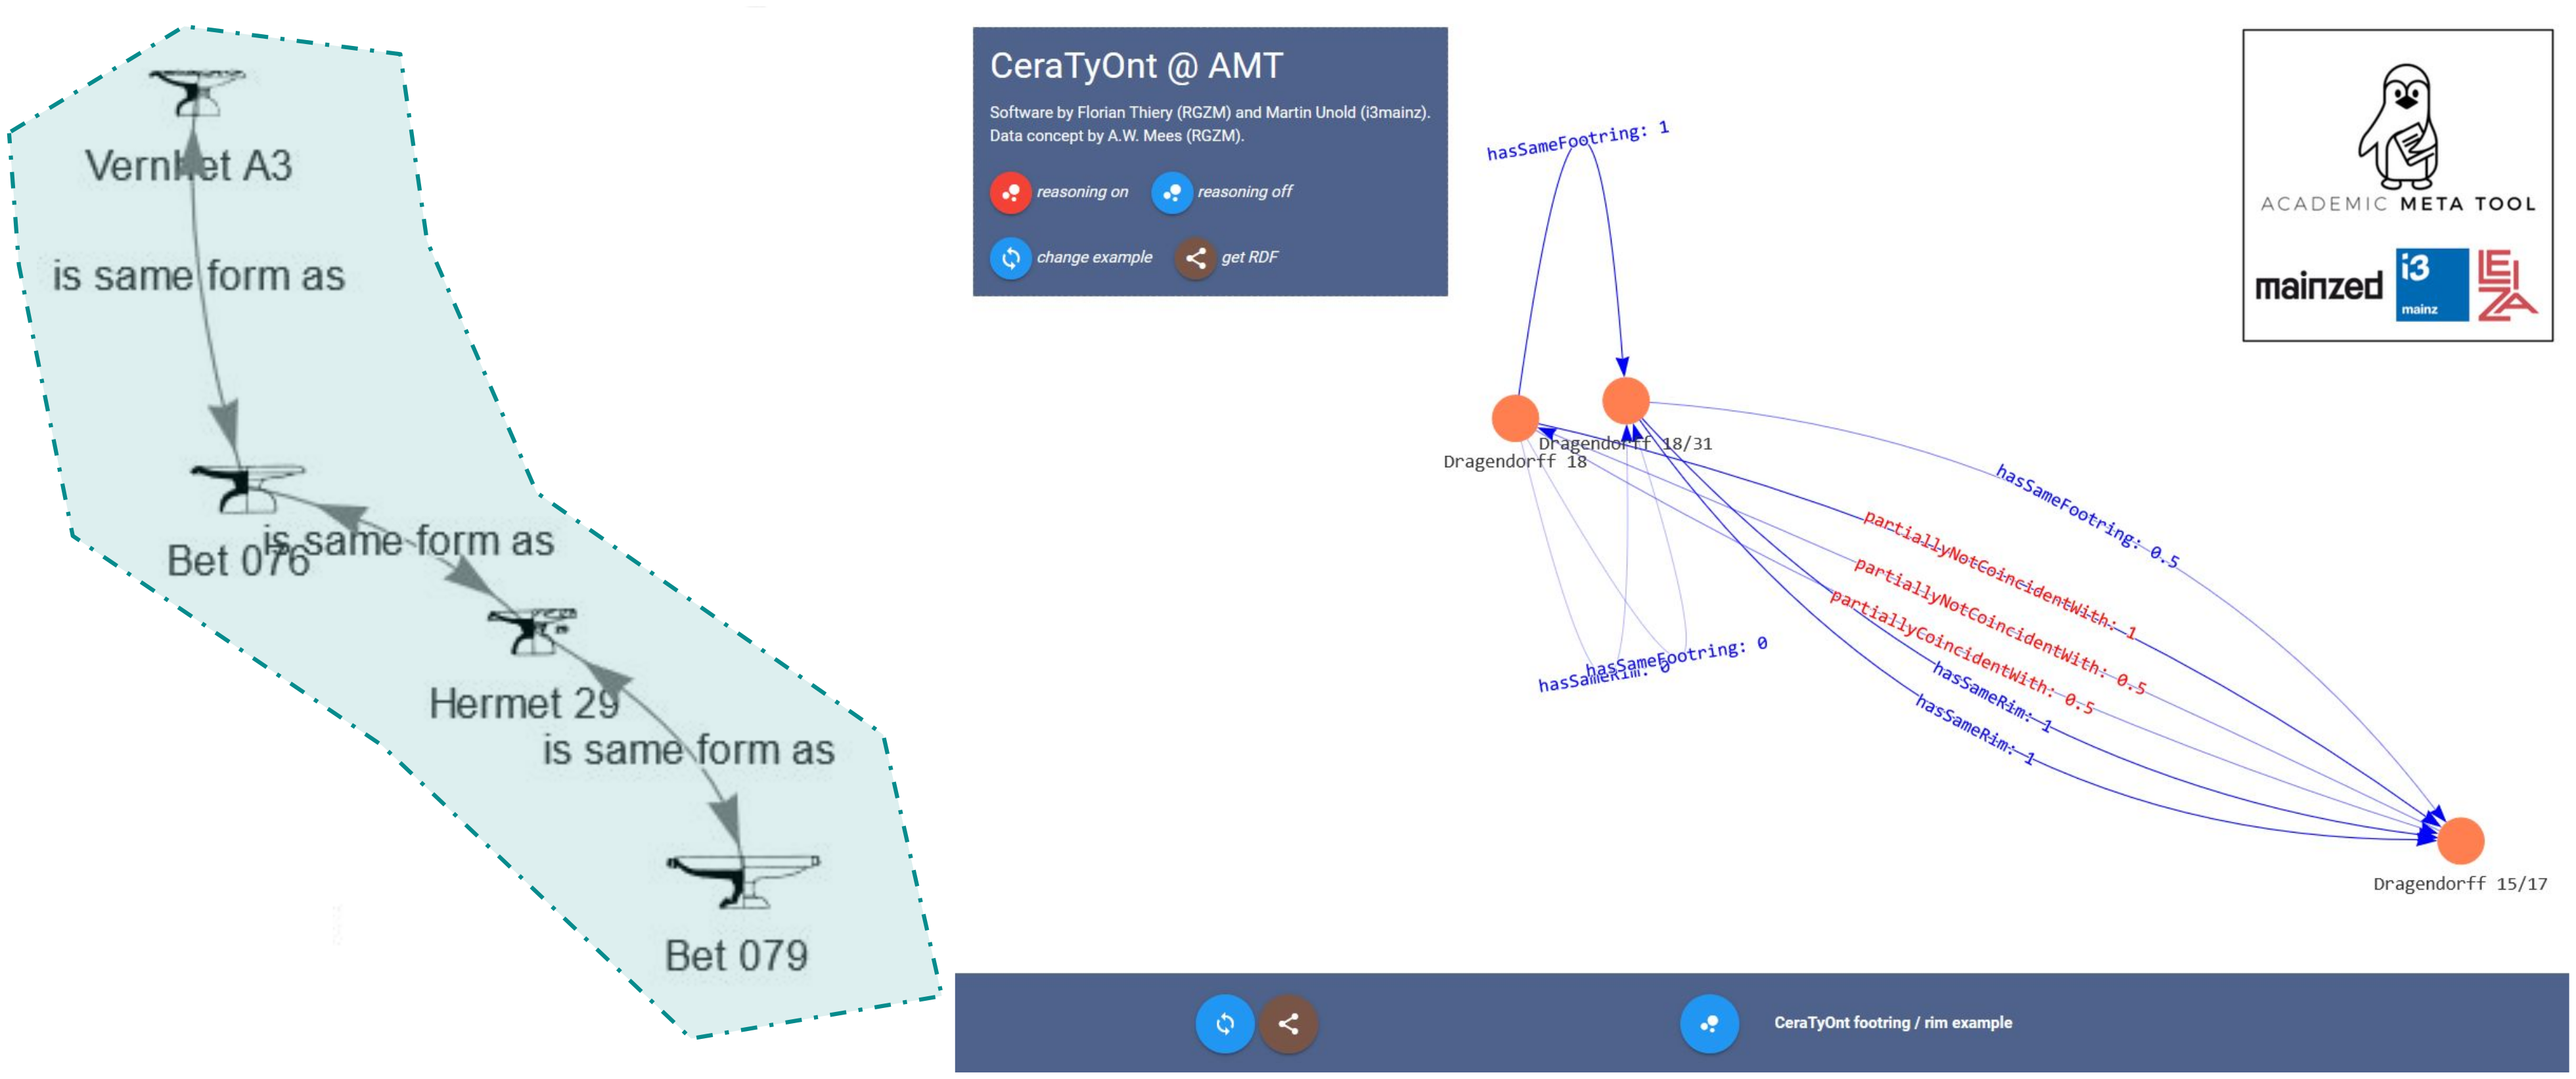 Vernhet A3
is same form as
Bet 076
is same form as
Hermet 29
is same form as
Bet 079
CeraTyOnt @ AMT
Software by Florian Thiery (RGZM) and Martin Unold (i3mainz).
Data concept by A.W. Mees (RGZM).
reasoning on
reasoning off
change example
get RDF
hasSameFootring: 1
Dragendorff 18/31
Dragendorff 18
hasSameFootring: 0.5
partiallyNotCoincidentWith: 1
partiallyNotCoincidentWith: 0.5
partiallyCoincidentWith: 0.5
hasSameRim: 1
hasSameRim: 1
hasSameFootring: 0
hasSameRim: 0
Dragendorff 15/17
ACADEMIC META TOOL
mainzed
i3
mainz
LEIZA
CeraTyOnt footring / rim example